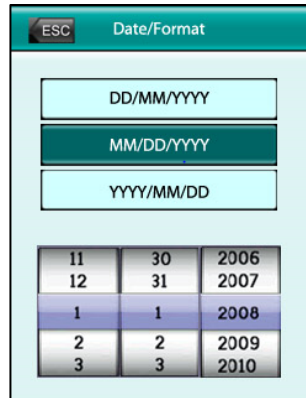 ESC Date/Format
DD/MM/YYYY
MM/DD/YYYY
YYYY/MM/DD
11 30 2006
12 31 2007
1 1 2008
2 2 2009
3 3 2010